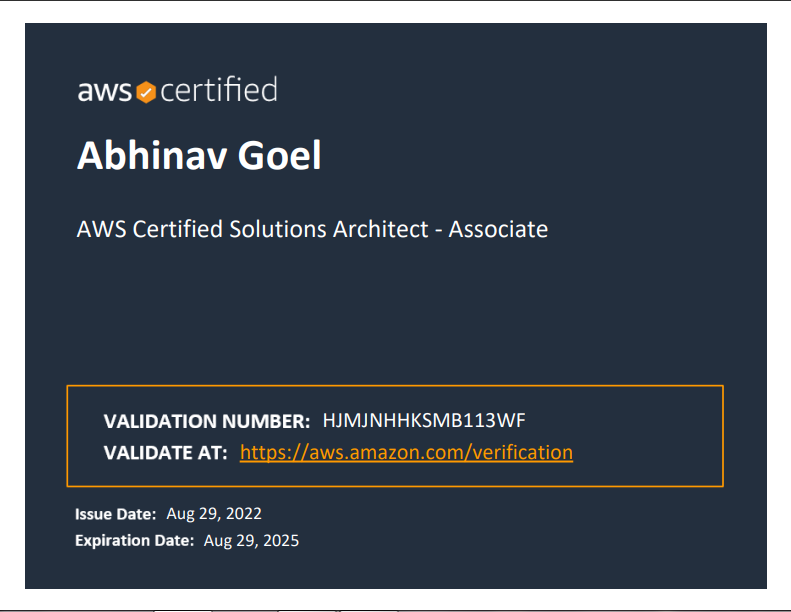 aws certified
Abhinav Goel
AWS Certified Solutions Architect - Associate
VALIDATION NUMBER: HJMJNHHKSMB113WF
VALIDATE AT: https://aws.amazon.com/verification
Issue Date: Aug 29, 2022
Expiration Date: Aug 29, 2025